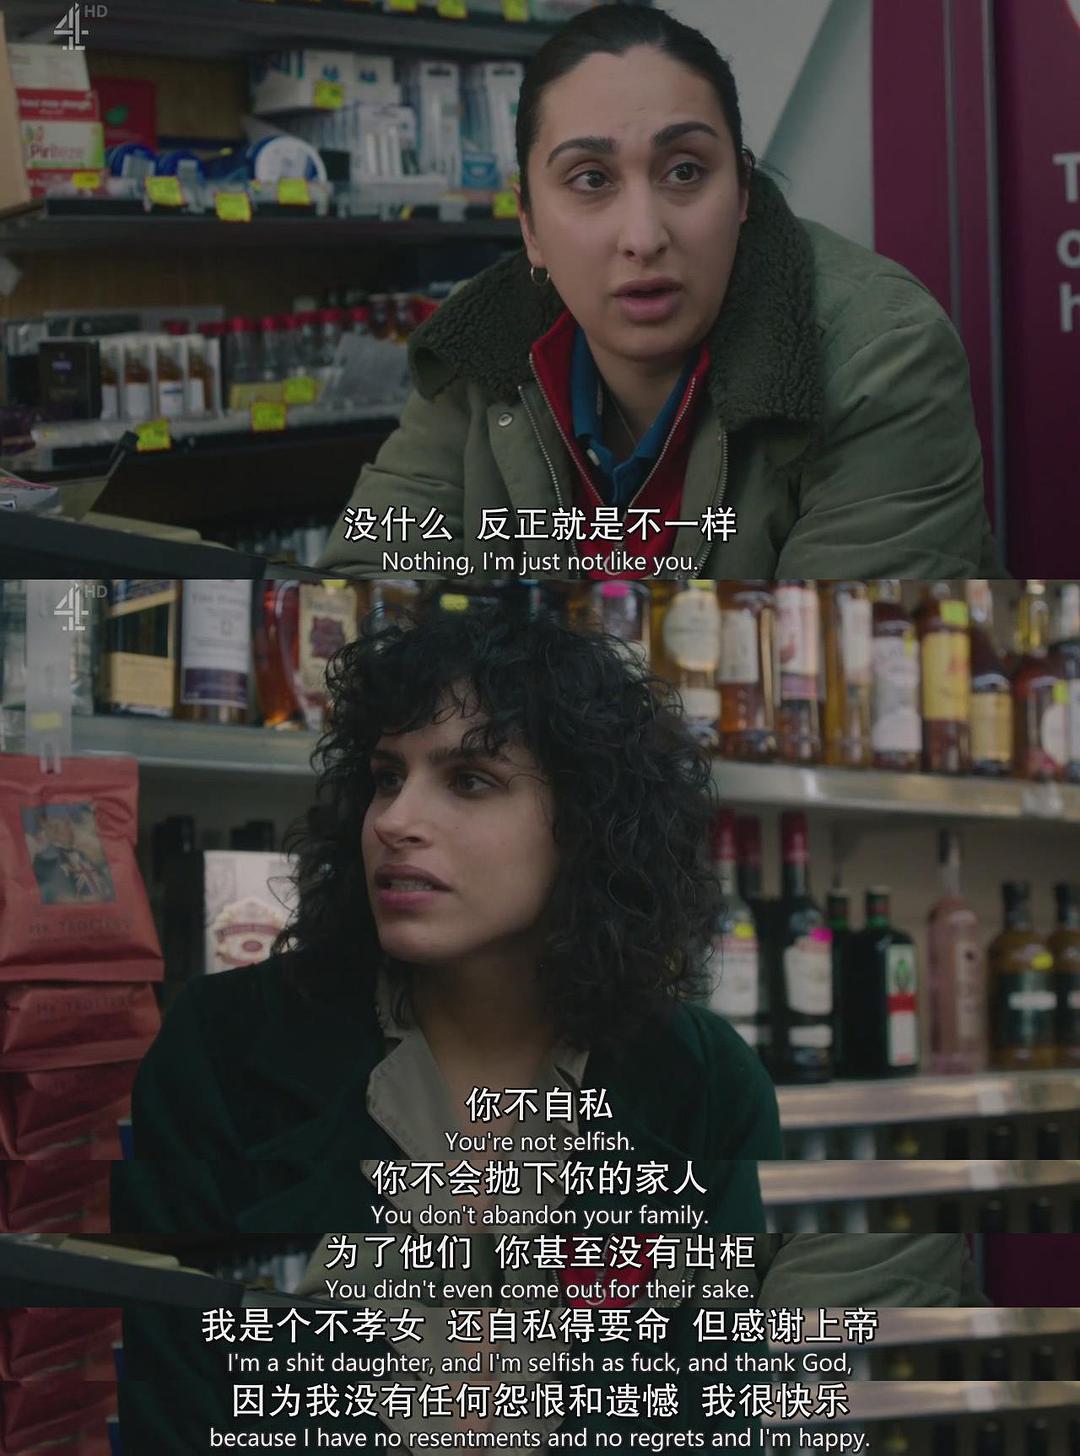 4 HD
Piriteze
T
没什么 反正就是不一样
Nothing, I'm just not like you.
4 HD
MR TROTTER'S
你不自私
You're not selfish.
你不会抛下你的家人
You don't abandon your family.
为了他们 你甚至没有出柜
You didn't even come out for their sake.
我是个不孝女 还自私得要命 但感谢上帝
I'm a shit daughter, and I'm selfish as fuck, and thank God,
因为我没有任何怨恨和遗憾 我很快乐
because I have no resentments and no regrets and I'm happy.